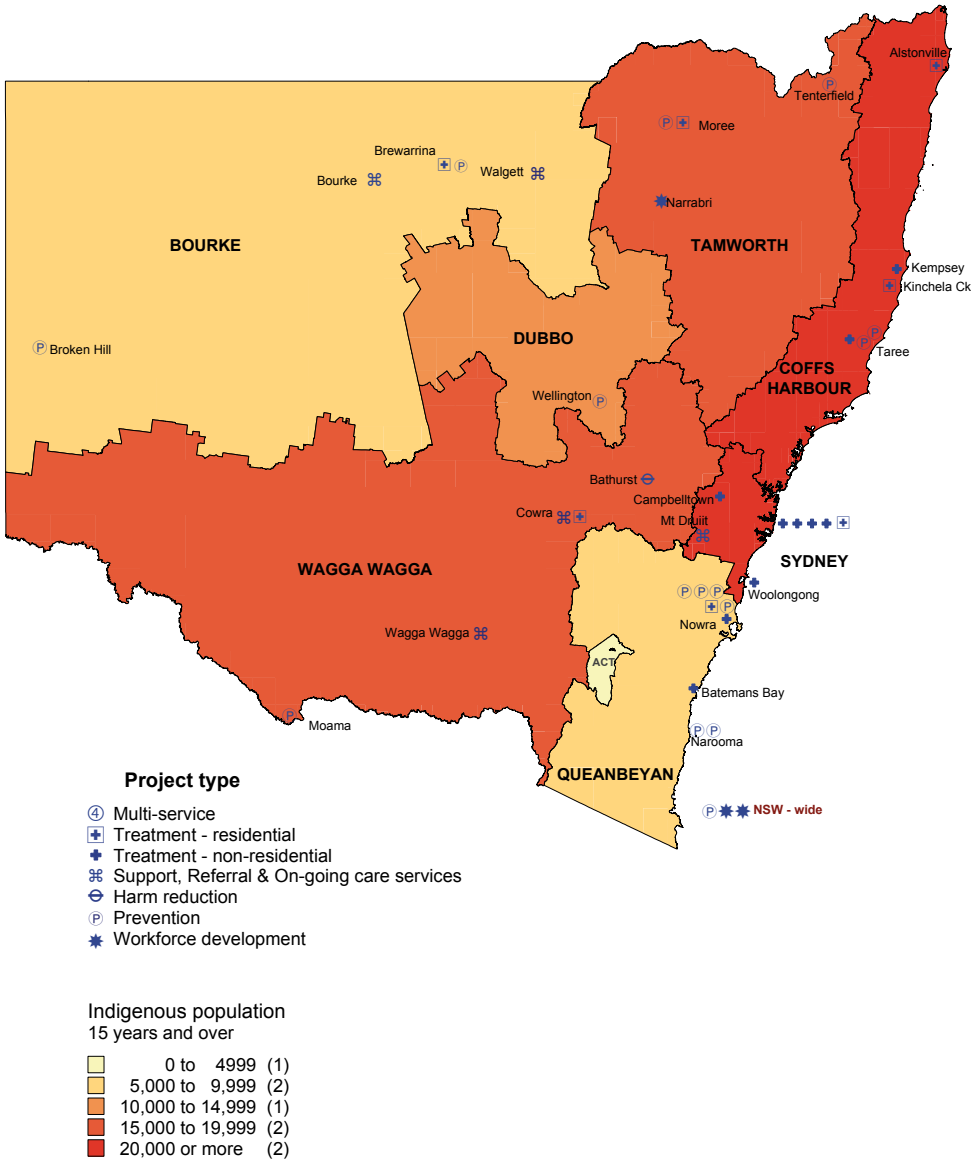 Alstonville
Tenterfield
P
P
Moree
Brewarrina
P
Walgett
Bourke
Narrabri
BOURKE
TAMWORTH
Kempsey
Kinchela Ck
DUBBO
P
Broken Hill
P
P
Taree
COFFS
HARBOUR
Wellington
P
Bathurst
Campbelltown
Cowra
Mt Druiit
SYDNEY
WAGGA WAGGA
Woolongong
P P P
P
Nowra
Wagga Wagga
ACT
Batemans Bay
P
Moama
P P
Narooma
QUEANBEYAN
P
NSW - wide
Project type
4 Multi-service
Treatment - residential
Treatment - non-residential
Support, Referral & On-going care services
Harm reduction
P Prevention
Workforce development
Indigenous population
15 years and over
0 to 4999 (1)
5,000 to 9,999 (2)
10,000 to 14,999 (1)
15,000 to 19,999 (2)
20,000 or more (2)